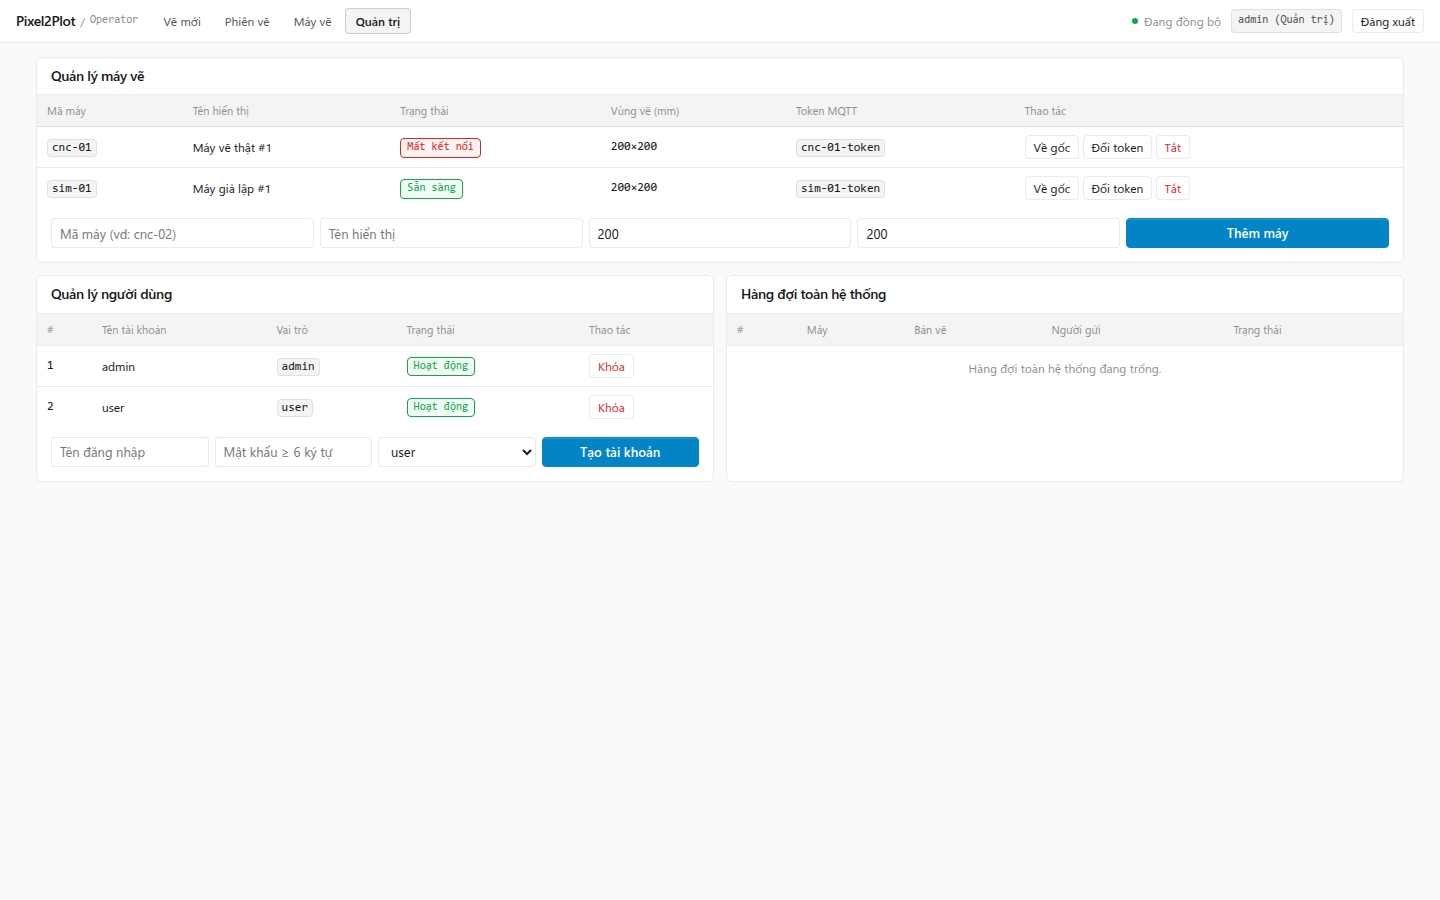 Pixel2Plot / Operator Vẽ mới Phiên vẽ Máy vẽ Quản trị Đang đồng bộ admin (Quản trị) Đăng xuất
Quản lý máy vẽ
Mã máy Tên hiển thị Trạng thái Vùng vẽ (mm) Token MQTT Thao tác
cnc-01 Máy vẽ thật #1 Mất kết nối 200×200 cnc-01-token Về gốc Đổi token Tắt
sim-01 Máy giả lập #1 Sẵn sàng 200×200 sim-01-token Về gốc Đổi token Tắt
Mã máy (vd: cnc-02) Tên hiển thị 200 200 Thêm máy
Quản lý người dùng
# Tên tài khoản Vai trò Trạng thái Thao tác
1 admin admin Hoạt động Khóa
2 user user Hoạt động Khóa
Tên đăng nhập Mật khẩu ≥ 6 ký tự user Tạo tài khoản
Hàng đợi toàn hệ thống
# Máy Bản vẽ Người gửi Trạng thái
Hàng đợi toàn hệ thống đang trống.